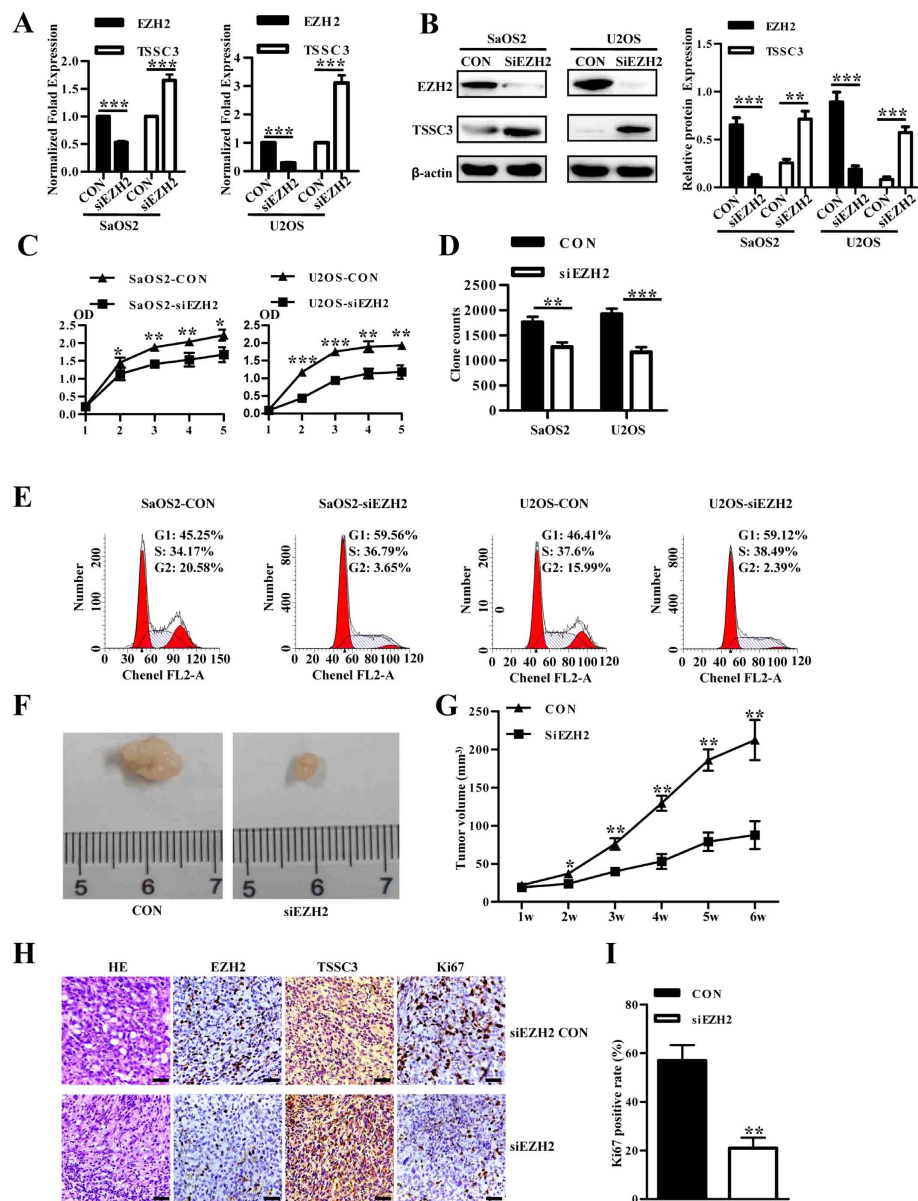 A
EZH2
TSSC3
Normalized Folad Expression
2.0
1.5
1.0
0.5
0.0
***
***
CON
siEZH2
CON
siEZH2
SaOS2
Normalized Folad Expression
4
3
2
1
0
***
***
CON
siEZH2
CON
siEZH2
U2OS
B
SaOS2
U2OS
CON SiEZH2
CON SiEZH2
EZH2
TSSC3
β-actin
EZH2
TSSC3
Relative protein Expression
1.5
1.0
0.5
0.0
***
**
***
***
CON
siEZH2
CON
siEZH2
CON
siEZH2
CON
siEZH2
SaOS2
U2OS
C
SaOS2-CON
SaOS2-siEZH2
OD
2.5
2.0
1.5
1.0
0.5
0.0
* ** ** *
1 2 3 4 5
U2OS-CON
U2OS-siEZH2
OD
2.5
2.0
1.5
1.0
0.5
0.0
*** *** ** **
1 2 3 4 5
D
CON
siEZH2
Clone counts
2500
2000
1500
1000
500
0
**
***
SaOS2
U2OS
E
SaOS2-CON
G1: 45.25%
S: 34.17%
G2: 20.58%
Number
200
100
0
0 30 60 90 120 150
Chenel FL2-A
SaOS2-siEZH2
G1: 59.56%
S: 36.79%
G2: 3.65%
Number
800
400
0
0 20 40 60 80 100 120
Chenel FL2-A
U2OS-CON
G1: 46.41%
S: 37.6%
G2: 15.99%
Number
200
10
0
0
0 20 40 60 80 100 120
Chenel FL2-A
U2OS-siEZH2
G1: 59.12%
S: 38.49%
G2: 2.39%
Number
800
400
0
0 20 40 60 80 100 120
Chenel FL2-A
F
5 6 7
CON
5 6 7
siEZH2
G
CON
SiEZH2
Tumor volume (mm³)
250
200
150
100
50
0
* ** ** ** **
1w 2w 3w 4w 5w 6w
H
HE EZH2 TSSC3 Ki67
siEZH2 CON
siEZH2
I
CON
siEZH2
Ki67 positive rate (%)
80
60
40
20
0
**